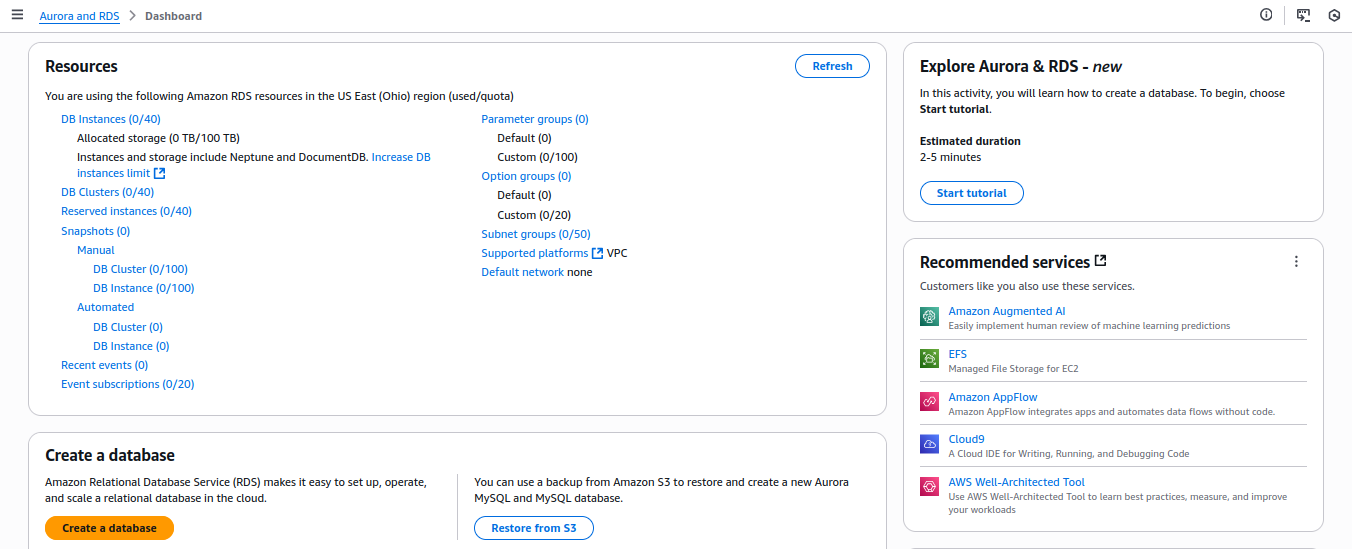 Aurora and RDS > Dashboard
Resources
Refresh
You are using the following Amazon RDS resources in the US East (Ohio) region (used/quota)
DB Instances (0/40)
Allocated storage (0 TB/100 TB)
Instances and storage include Neptune and DocumentDB. Increase DB
instances limit
DB Clusters (0/40)
Reserved instances (0/40)
Snapshots (0)
Manual
DB Cluster (0/100)
DB Instance (0/100)
Automated
DB Cluster (0)
DB Instance (0)
Recent events (0)
Event subscriptions (0/20)
Parameter groups (0)
Default (0)
Custom (0/100)
Option groups (0)
Default (0)
Custom (0/20)
Subnet groups (0/50)
Supported platforms VPC
Default network none
Create a database
Amazon Relational Database Service (RDS) makes it easy to set up, operate,
and scale a relational database in the cloud.
Create a database
You can use a backup from Amazon S3 to restore and create a new Aurora
MySQL and MySQL database.
Restore from S3
Explore Aurora & RDS - new
In this activity, you will learn how to create a database. To begin, choose
Start tutorial.
Estimated duration
2-5 minutes
Start tutorial
Recommended services
Customers like you also use these services.
Amazon Augmented AI
Easily implement human review of machine learning predictions
EFS
Managed File Storage for EC2
Amazon AppFlow
Amazon AppFlow integrates apps and automates data flows without code.
Cloud9
A Cloud IDE for Writing, Running, and Debugging Code
AWS Well-Architected Tool
Use AWS Well-Architected Tool to learn best practices, measure, and improve
your workloads